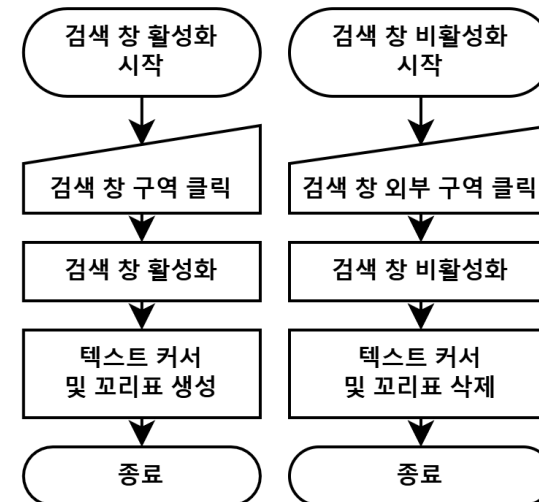 검색 창 활성화
시작
검색 창 구역 클릭
검색 창 활성화
텍스트 커서
및 꼬리표 생성
종료
검색 창 비활성화
시작
검색 창 외부 구역 클릭
검색 창 비활성화
텍스트 커서
및 꼬리표 삭제
종료